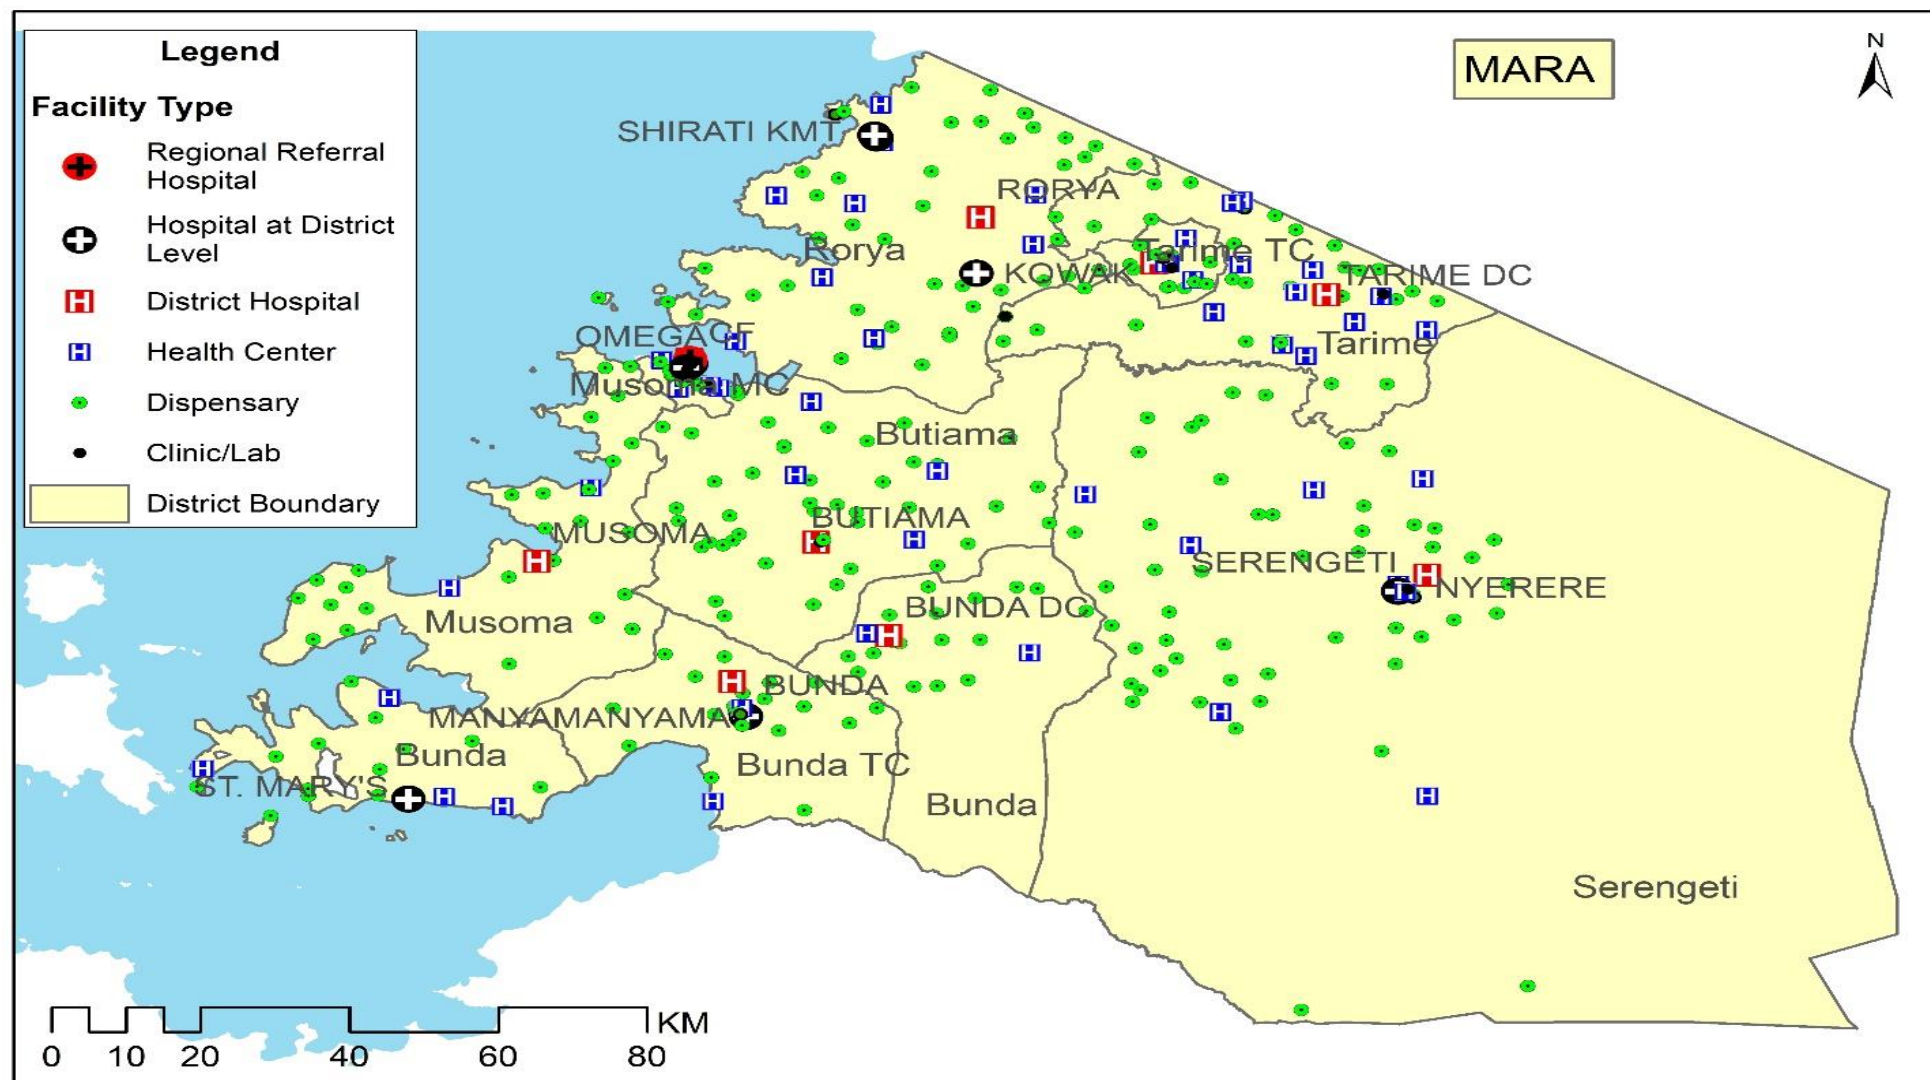 Legend
Facility Type
Regional Referral
Hospital
Hospital at District
Level
District Hospital
Health Center
Dispensary
Clinic/Lab
District Boundary
MARA
N
SHIRATI KMT
RORYA
Rorya
Tarime TC
KOWAK
TARIME DC
OMEGA CF
Tarime
Musoma MC
Butiama
MUSOMA
BUTIAMA
SERENGETI
NYERERE
BUNDA DC
Musoma
BUNDA
MANYAMANYAMA
Bunda
Bunda TC
ST. MARY'S
Bunda
Serengeti
KM
0 10 20 40 60 80